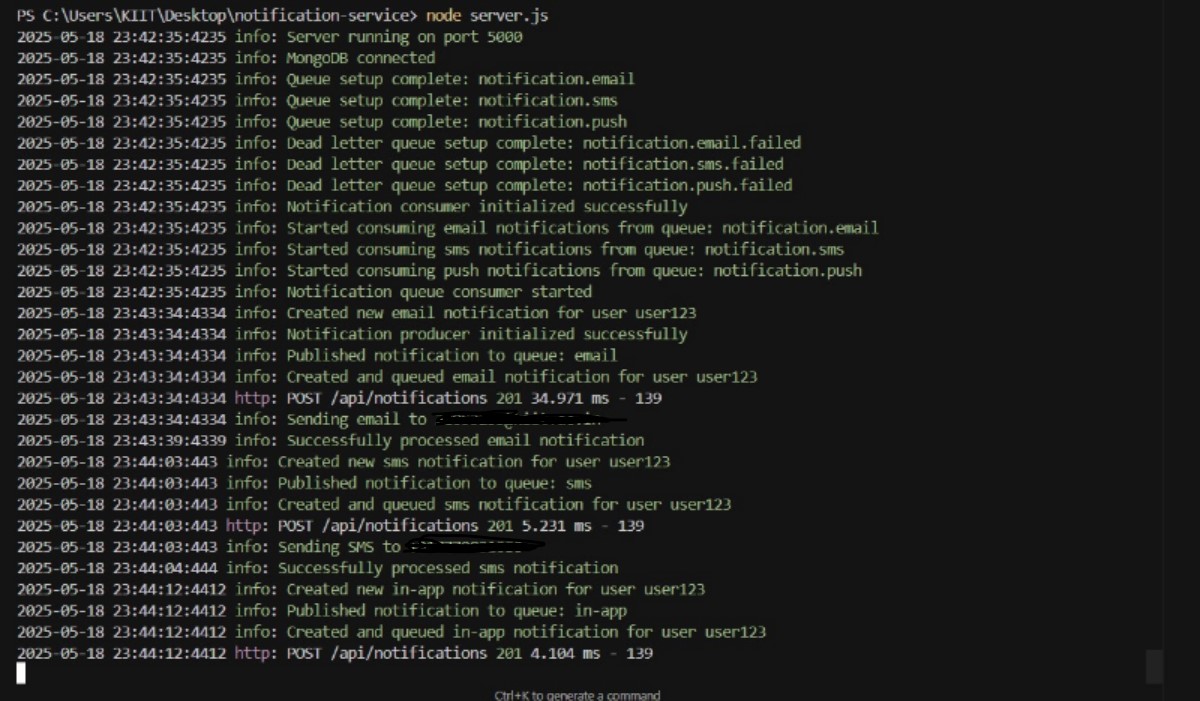 PS C:\Users\KIIT\Desktop\notification-service> node server.js
2025-05-18 23:42:35:4235 info: Server running on port 5000
2025-05-18 23:42:35:4235 info: MongoDB connected
2025-05-18 23:42:35:4235 info: Queue setup complete: notification.email
2025-05-18 23:42:35:4235 info: Queue setup complete: notification.sms
2025-05-18 23:42:35:4235 info: Queue setup complete: notification.push
2025-05-18 23:42:35:4235 info: Dead letter queue setup complete: notification.email.failed
2025-05-18 23:42:35:4235 info: Dead letter queue setup complete: notification.sms.failed
2025-05-18 23:42:35:4235 info: Dead letter queue setup complete: notification.push.failed
2025-05-18 23:42:35:4235 info: Notification consumer initialized successfully
2025-05-18 23:42:35:4235 info: Started consuming email notifications from queue: notification.email
2025-05-18 23:42:35:4235 info: Started consuming sms notifications from queue: notification.sms
2025-05-18 23:42:35:4235 info: Started consuming push notifications from queue: notification.push
2025-05-18 23:42:35:4235 info: Notification queue consumer started
2025-05-18 23:43:34:4334 info: Created new email notification for user user123
2025-05-18 23:43:34:4334 info: Notification producer initialized successfully
2025-05-18 23:43:34:4334 info: Published notification to queue: email
2025-05-18 23:43:34:4334 info: Created and queued email notification for user user123
2025-05-18 23:43:34:4334 http: POST /api/notifications 201 34.971 ms - 139
2025-05-18 23:43:34:4334 info: Sending email to
2025-05-18 23:43:39:4339 info: Successfully processed email notification
2025-05-18 23:44:03:443 info: Created new sms notification for user user123
2025-05-18 23:44:03:443 info: Published notification to queue: sms
2025-05-18 23:44:03:443 info: Created and queued sms notification for user user123
2025-05-18 23:44:03:443 http: POST /api/notifications 201 5.231 ms - 139
2025-05-18 23:44:03:443 info: Sending SMS to
2025-05-18 23:44:04:444 info: Successfully processed sms notification
2025-05-18 23:44:12:4412 info: Created new in-app notification for user user123
2025-05-18 23:44:12:4412 info: Published notification to queue: in-app
2025-05-18 23:44:12:4412 info: Created and queued in-app notification for user user123
2025-05-18 23:44:12:4412 http: POST /api/notifications 201 4.104 ms - 139
Ctrl+K to generate a command